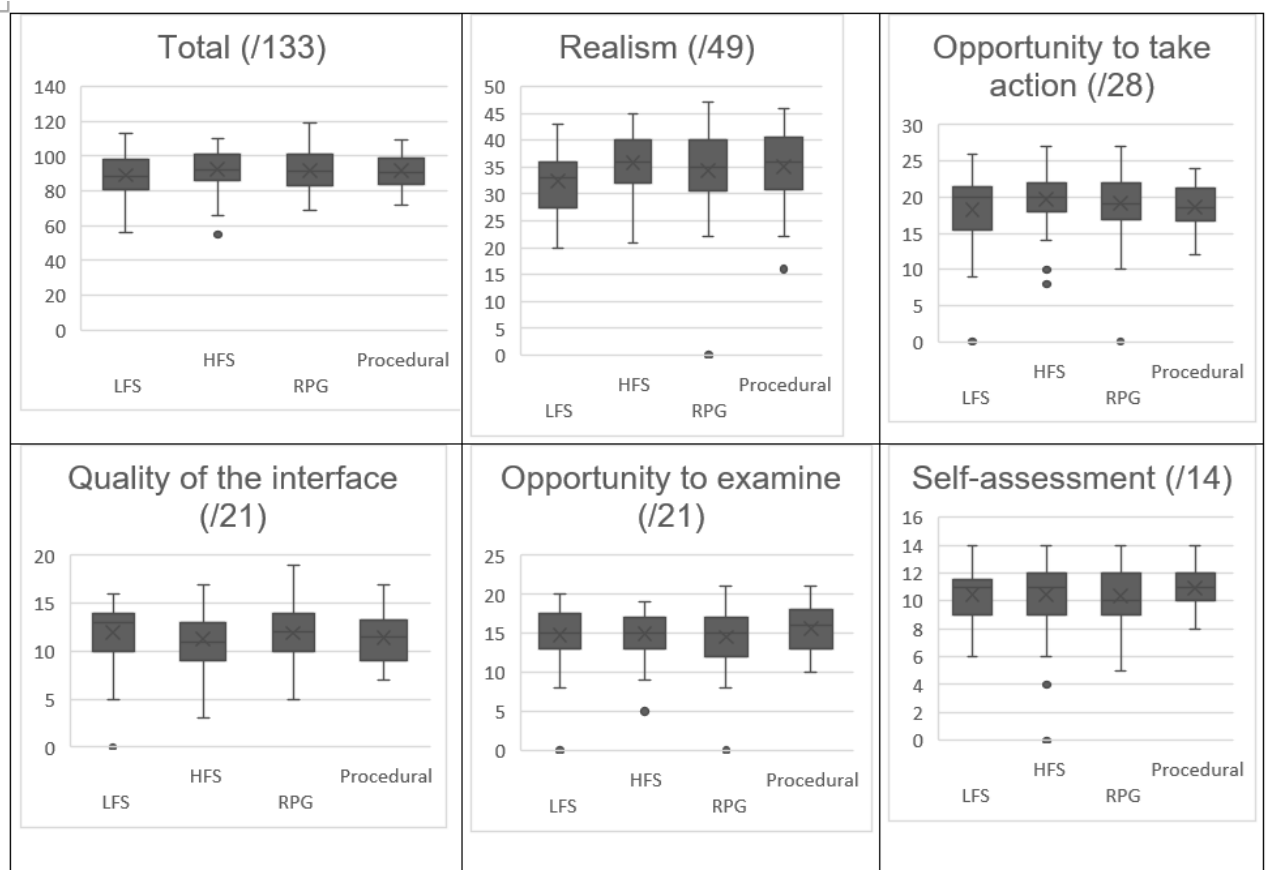 Total (/133)
140
120
100
80
60
40
20
0
HFS
Procedural
LFS
RPG
Realism (/49)
50
45
40
35
30
25
20
15
10
5
0
HFS
Procedural
LFS
RPG
Opportunity to take
action (/28)
30
25
20
15
10
5
0
HFS
Procedural
LFS
RPG
Quality of the interface
(/21)
20
15
10
5
0
HFS
Procedural
LFS
RPG
Opportunity to examine
(/21)
25
20
15
10
5
0
HFS
Procedural
LFS
RPG
Self-assessment (/14)
16
14
12
10
8
6
4
2
0
HFS
Procedural
LFS
RPG